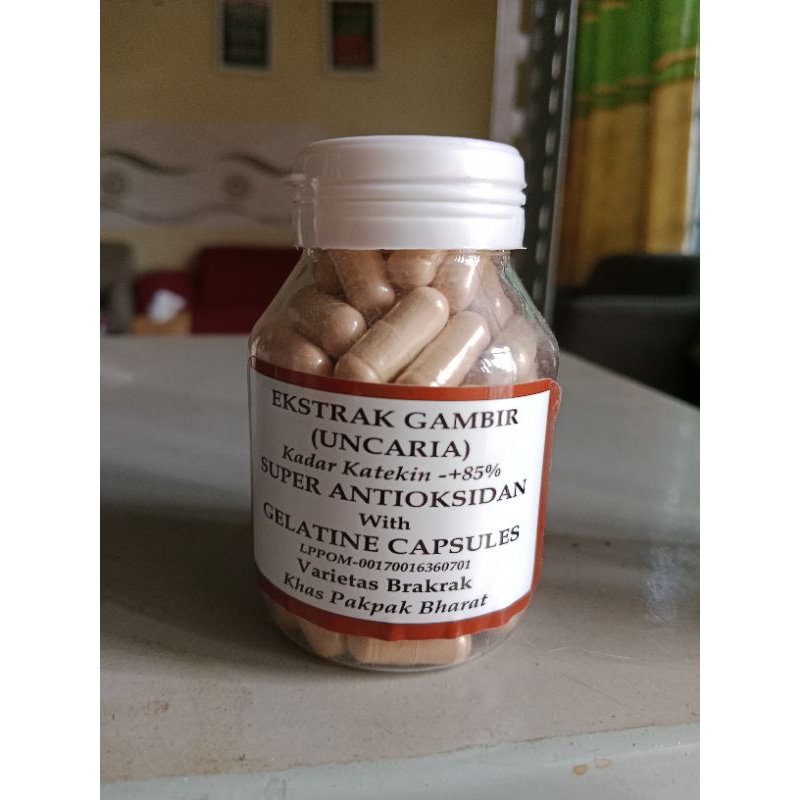 EKSTRAK GAMBIR
(UNCARIA)
Kadar Katekin -+85%
SUPER ANTIOKSIDAN
With
GELATINE CAPSULES
LPPOM-00170016360701
Varietas Brakrak
Khas Pakpak Bharat